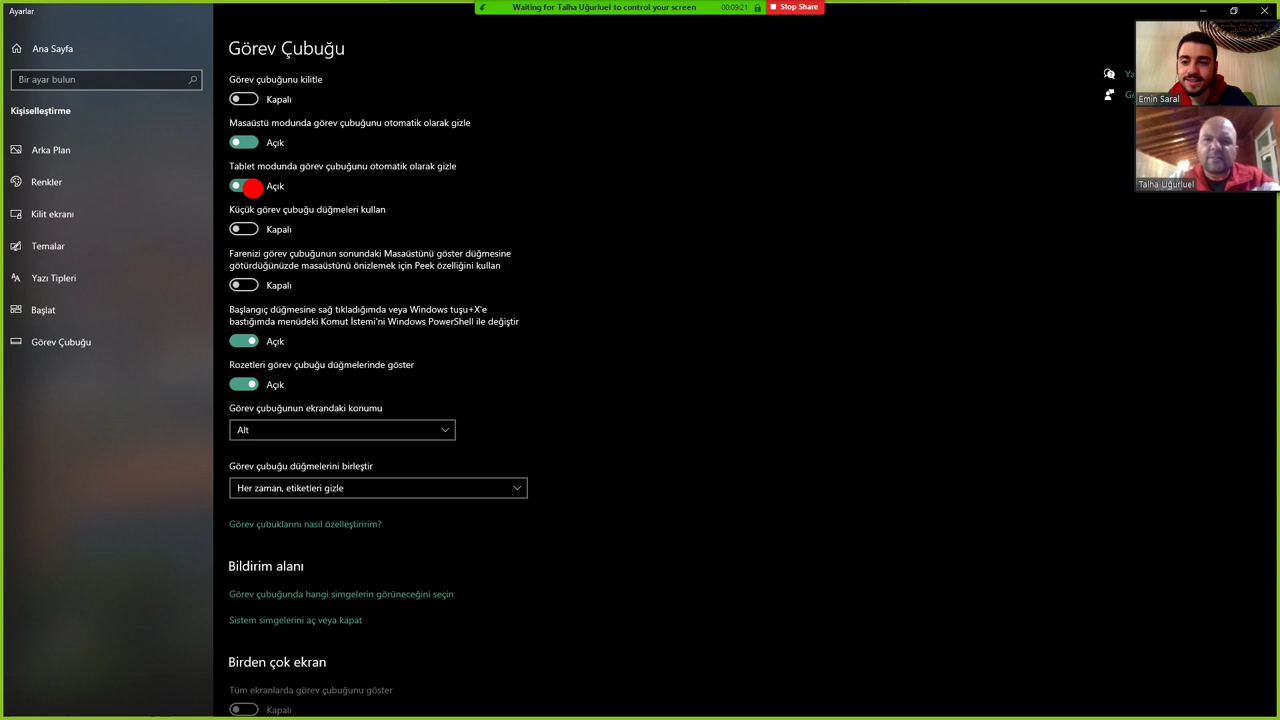 Ayarlar
Waiting for Talha Uğurluel to control your screen
00:09:21
Stop Share
Ana Sayfa
Bir ayar bulun
Kişiselleştirme
Arka Plan
Renkler
Kilit ekranı
Temalar
Yazı Tipleri
Başlat
Görev Çubuğu
Görev Çubuğu
Görev çubuğunu kilitle
Kapalı
Masaüstü modunda görev çubuğunu otomatik olarak gizle
Açık
Tablet modunda görev çubuğunu otomatik olarak gizle
Açık
Küçük görev çubuğu düğmeleri kullan
Kapalı
Farenizi görev çubuğunun sonundaki Masaüstünü göster düğmesine
götürdüğünüzde masaüstünü önizlemek için Peek özelliğini kullan
Kapalı
Başlangıç düğmesine sağ tıkladığımda veya Windows tuşu+X'e
bastığımda menüdeki Komut İstemi'ni Windows PowerShell ile değiştir
Açık
Rozetleri görev çubuğu düğmelerinde göster
Açık
Görev çubuğunun ekrandaki konumu
Alt
Görev çubuğu düğmelerini birleştir
Her zaman, etiketleri gizle
Görev çubuklarını nasıl özelleştiririm?
Bildirim alanı
Görev çubuğunda hangi simgelerin görüneceğini seçin
Sistem simgelerini aç veya kapat
Birden çok ekran
Tüm ekranlarda görev çubuğunu göster
Kapalı
Ya
Ge
Emin Saral
Talha Uğurluel